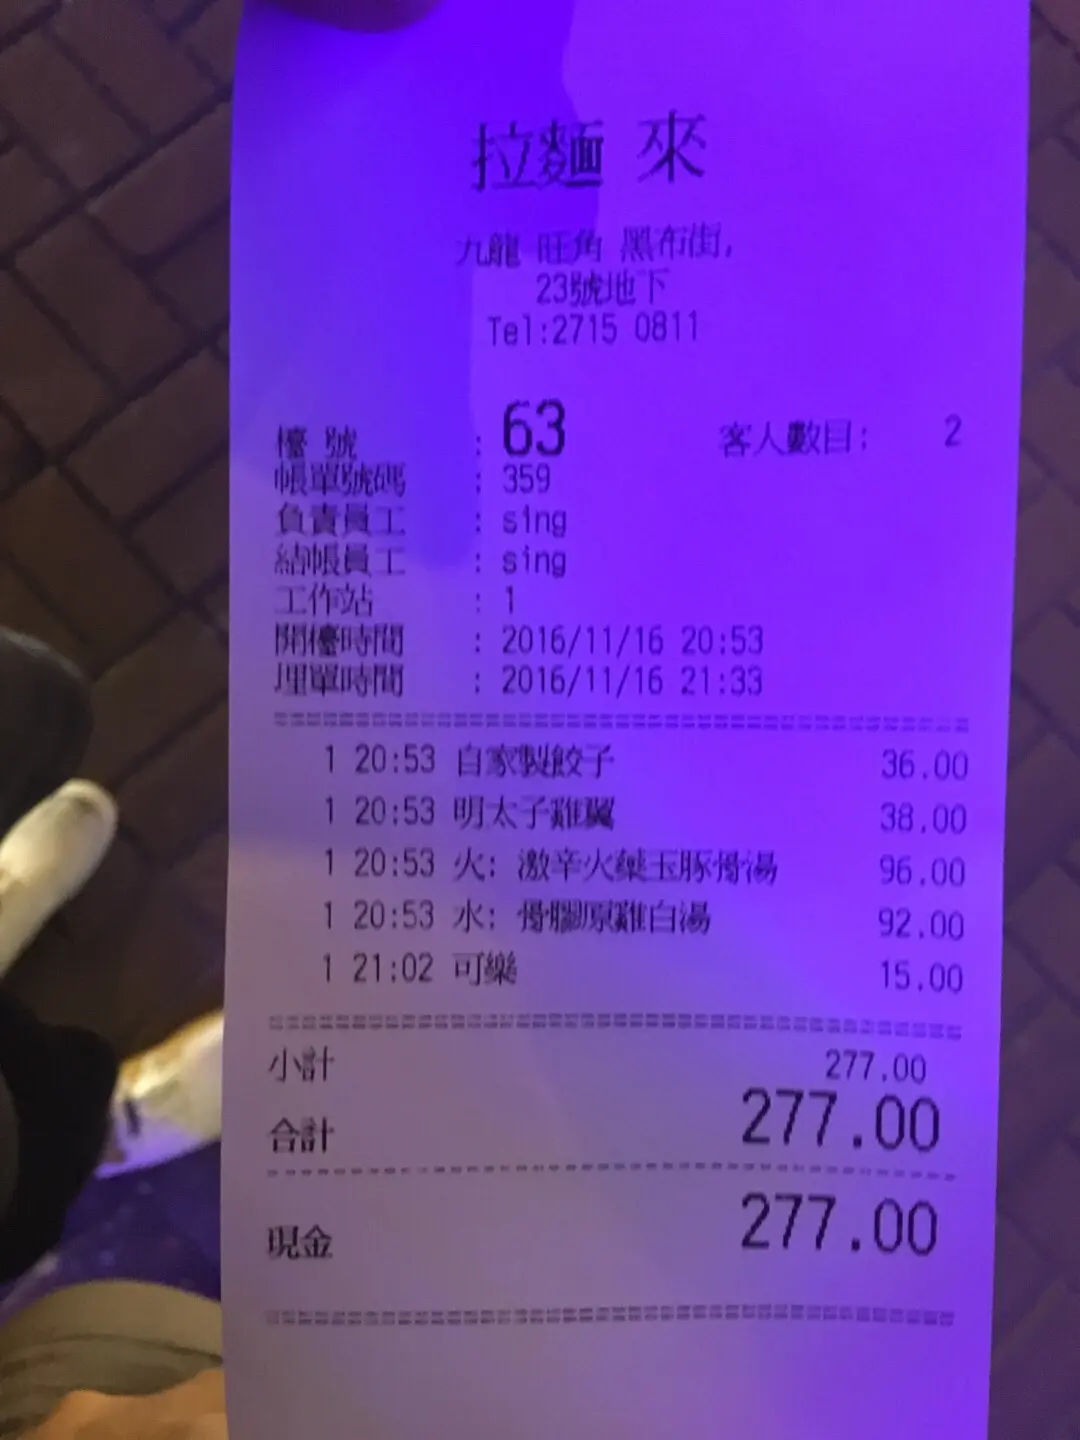 拉麵 來
九龍 旺角 黑布街,
23號地下
Tel:2715 0811
檯 號 : 63 客人數目: 2
帳單號碼 : 359
負責員工 : sing
結帳員工 : sing
工作站 : 1
開檯時間 : 2016/11/16 20:53
埋單時間 : 2016/11/16 21:33
1 20:53 自家製餃子 36.00
1 20:53 明太子雞翼 38.00
1 20:53 火: 激辛火藥玉豚骨湯 96.00
1 20:53 水: 骨膠原雞白湯 92.00
1 21:02 可樂 15.00
小計 277.00
合計 277.00
現金 277.00